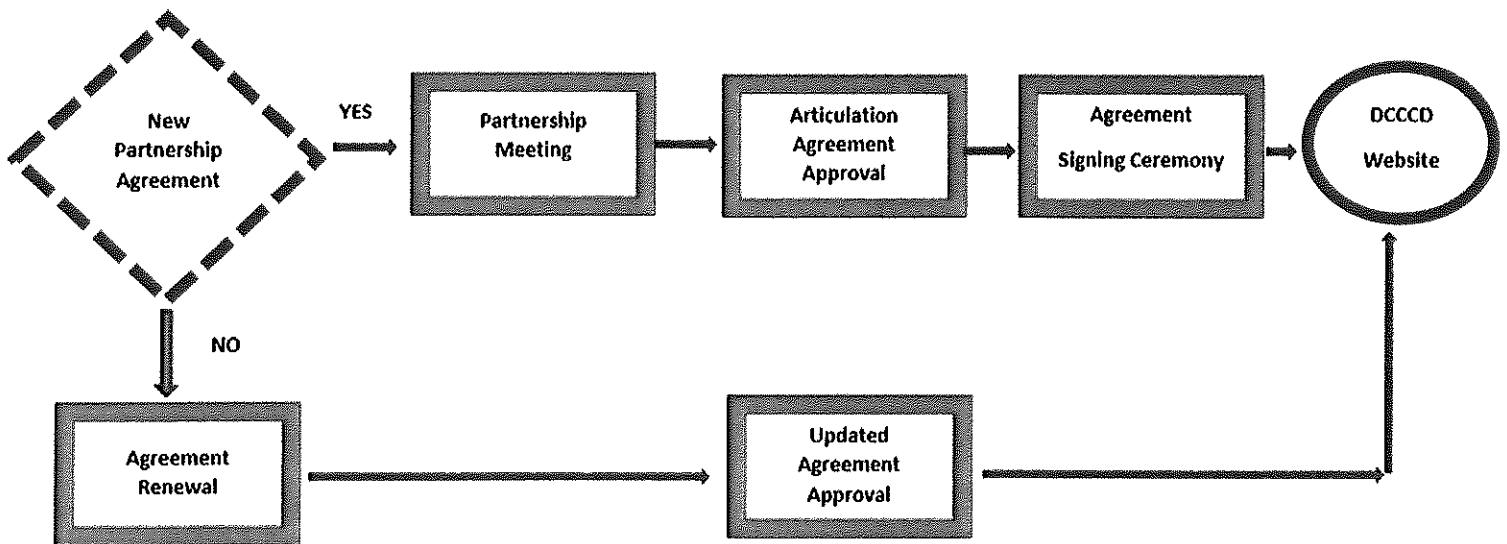 New
Partnership
Agreement
YES
Partnership
Meeting
Articulation
Agreement
Approval
Agreement
Signing Ceremony
DCCCD
Website
NO
Agreement
Renewal
Updated
Agreement
Approval